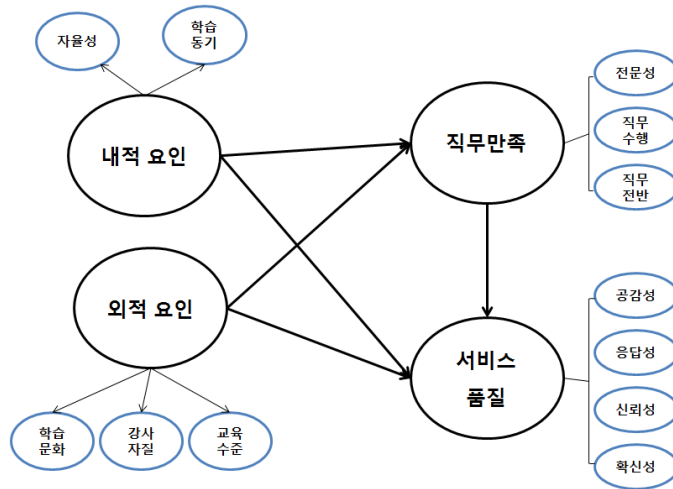 자율성
학습
동기
내적 요인
외적 요인
학습
문화
강사
자질
교육
수준
직무만족
전문성
직무
수행
직무
전반
서비스
품질
공감성
응답성
신뢰성
확신성